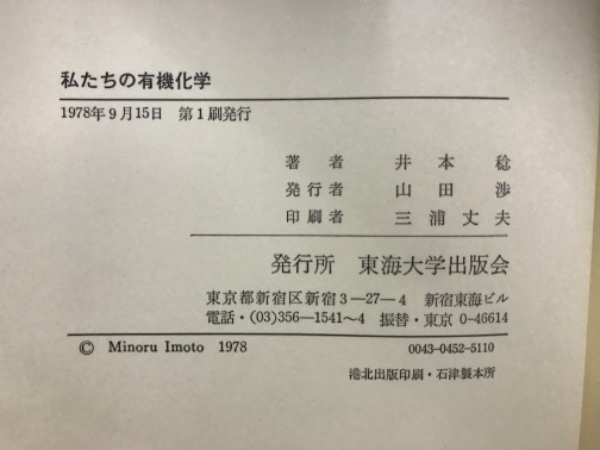 私たちの有機化学
1978年9月15日 第1刷発行
著者 井本稔
発行者 山田渉
印刷者 三浦丈夫
発行所 東海大学出版会
東京都新宿区新宿3―27―4 新宿東海ビル
電話・(03)356―1541〜4 振替・東京 0-46614
© Minoru Imoto 1978 0043-0452-5110
港北出版印刷・石津製本所